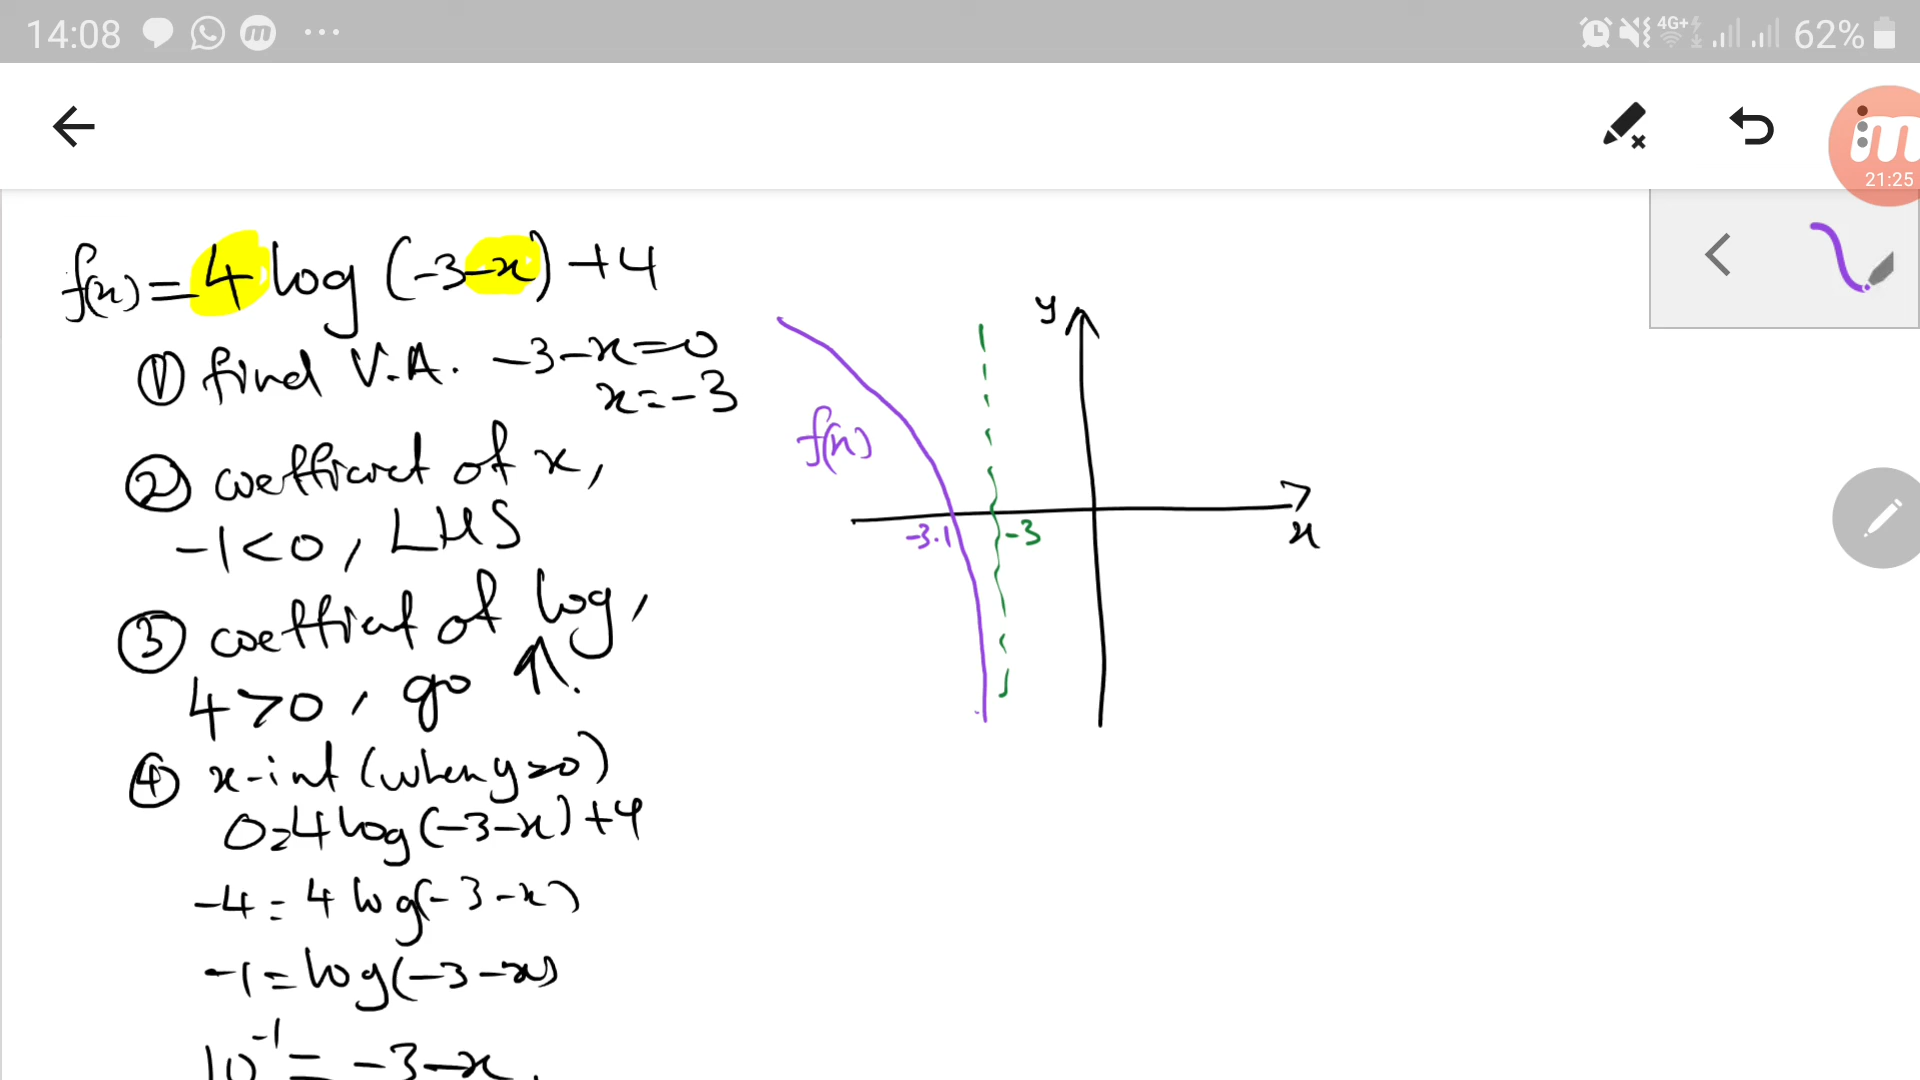 14:08 m ... 4G+ 62%
m
21:25
f(x) = 4 log (-3-x) +4
① find V.A. -3-x=0
x=-3
② coefficient of x,
-1<0, LHS
③ coefficient of log,
4>0, go ↑.
④ x-int (when y=0)
0=4 log(-3-x)+4
-4 = 4 log(-3-x)
-1 = log(-3-x)
10⁻¹ = -3-x
y
f(x)
-3.1
-3
x